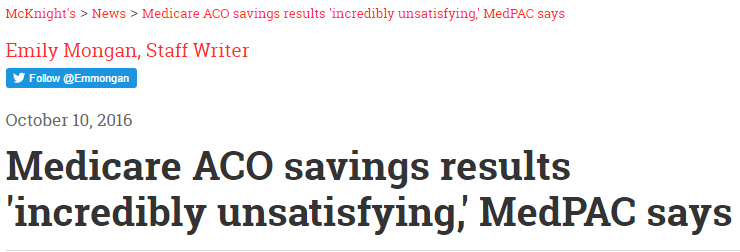 McKnight's > News > Medicare ACO savings results 'incredibly unsatisfying,' MedPAC says
Emily Mongan, Staff Writer
Follow @Emmongan
October 10, 2016
Medicare ACO savings results
'incredibly unsatisfying,' MedPAC says